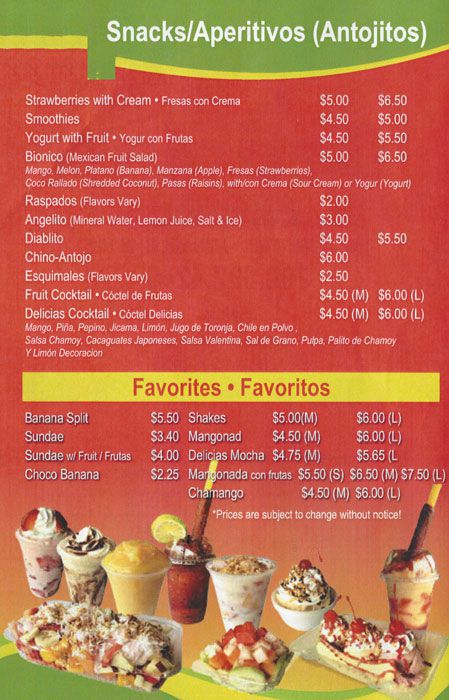 Snacks/Aperitivos (Antojitos)
Strawberries with Cream • Fresas con Crema $5.00 $6.50
Smoothies $4.50 $5.00
Yogurt with Fruit • Yogur con Frutas $4.50 $5.50
Bionico (Mexican Fruit Salad) $5.00 $6.50
Mango, Melon, Platano (Banana), Manzana (Apple), Fresas (Strawberries),
Coco Rallado (Shredded Coconut), Pasas (Raisins), with/con Crema (Sour Cream) or Yogur (Yogurt)
Raspados (Flavors Vary) $2.00
Angelito (Mineral Water, Lemon Juice, Salt & Ice) $3.00
Diablito $4.50 $5.50
Chino-Antojo $6.00
Esquimales (Flavors Vary) $2.50
Fruit Cocktail • Cóctel de Frutas $4.50 (M) $6.00 (L)
Delicias Cocktail • Cóctel Delicias $4.50 (M) $6.00 (L)
Mango, Piña, Pepino, Jicama, Limón, Jugo de Toronja, Chile en Polvo ,
Salsa Chamoy, Cacaguates Japoneses, Salsa Valentina, Sal de Grano, Pulpa, Palito de Chamoy
Y Limón Decoracion
Favorites • Favoritos
Banana Split $5.50 Shakes $5.00(M) $6.00 (L)
Sundae $3.40 Mangonad $4.50 (M) $6.00 (L)
Sundae w/ Fruit / Frutas $4.00 Delicias Mocha $4.75 (M) $5.65 (L
Choco Banana $2.25 Mangonada con frutas $5.50 (S) $6.50 (M) $7.50 (L)
Chamango $4.50 (M) $6.00 (L)
*Prices are subject to change without notice!